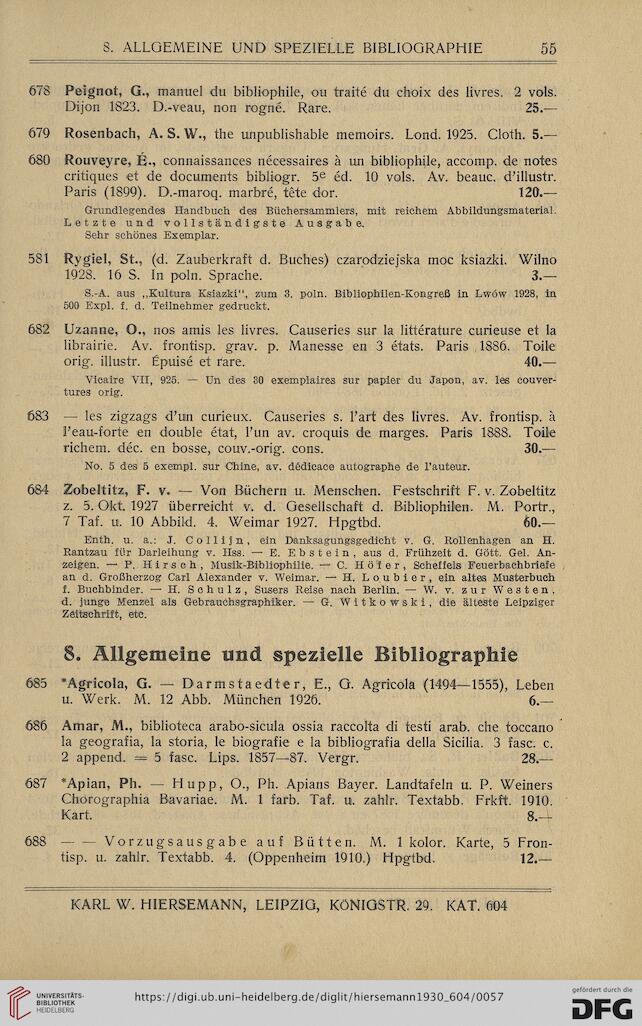 8. ALLGEMEINE UND SPEZIELLE BIBLIOGRAPHIE 55
678 Peignot, G., manuel du bibliophile, ou traité du choix des livres. 2 vols.
Dijon 1823. D.-veau, non rogné. Rare. 25.—
679 Rosenbach, A. S. W., the unpublishable memoirs. Lond. 1925. Cloth. 5.—
680 Rouveyre, É., connaissances nécessaires à un bibliophile, accomp. de notes
critiques et de documents bibliogr. 5e éd. 10 vols. Av. beauc. d'illustr.
Paris (1899). D.-maroq. marbré, tête dor. 120.—
Grundlegendes Handbuch des Büchersammlers, mit reichem Abbildungsmaterial.
Letzte und vollständigste Ausgabe.
Sehr schönes Exemplar.
581 Rygiel, St., (d. Zauberkraft d. Buches) czarodziejska moc ksiazki. Wilno
1928. 16 S. In poln. Sprache. 3.—
S.-A. aus „Kultura Ksiazki“, zum 3. poln. Bibliophilen-Kongreß in Lwów 1928, in
500 Expl. f. d. Teilnehmer gedruckt.
682 Uzanne, O., nos amis les livres. Causeries sur la littérature curieuse et la
librairie. Av. frontisp. grav. p. Manesse en 3 états. Paris 1886. Toile
orig. illustr. Épuisé et rare. 40.—
Vicaire VII, 925. — Un des 30 exemplaires sur papier du Japon, av. les couver-
tures orig.
683 — les zigzags d'un curieux. Causeries s. l'art des livres. Av. frontisp. à
l'eau-forte en double état, l'un av. croquis de marges. Paris 1888. Toile
richem. déc. en bosse, couv.-orig. cons. 30.—
No. 5 des 5 exempl. sur Chine, av. dédicace autographe de l'auteur.
684 Zobeltitz, F. v. — Von Büchern u. Menschen. Festschrift F. v. Zobeltitz
z. 5. Okt. 1927 überreicht v. d. Gesellschaft d. Bibliophilen. M. Portr.,
7 Taf. u. 10 Abbild. 4. Weimar 1927. Hpgtbd. 60.—
Enth. u. a.: J. Collijn, ein Danksagungsgedicht v. G. Rollenhagen an H.
Rantzau für Darleihung v. Hss. — E. Ebstein, aus d. Frühzeit d. Gött. Gel. An-
zeigen. — P. Hirsch, Musik-Bibliophilie. — C. Höfer, Scheffels Feuerbachbriefe
an d. Großherzog Carl Alexander v. Weimar. — H. Loubier, ein altes Musterbuch
f. Buchbinder. — H. Schulz, Susers Reise nach Berlin. — W. v. zur Westen,
d. junge Menzel als Gebrauchsgraphiker. — G. Witkowski, die älteste Leipziger
Zeitschrift, etc.
8. Allgemeine und spezielle Bibliographie
685 *Agricola, G. — Darmstaedter, E., G. Agricola (1494—1555), Leben
u. Werk. M. 12 Abb. München 1926. 6.—
686 Amar, M., biblioteca arabo-sicula ossia raccolta di testi arab. che toccano
la geografia, la storia, le biografie e la bibliografia della Sicilia. 3 fasc. c.
2 append. = 5 fasc. Lips. 1857—87. Vergr. 28.—
687 *Apian, Ph. — Hupp, O., Ph. Apians Bayer. Landtafeln u. P. Weiners
Chorographia Bavariae. M. 1 farb. Taf. u. zahlr. Textabb. Frkft. 1910.
Kart. 8.—
688 — — Vorzugsausgabe auf Bütten. M. 1 kolor. Karte, 5 Fron-
tisp. u. zahlr. Textabb. 4. (Oppenheim 1910.) Hpgtbd. 12.—
KARL W. HIERSEMANN, LEIPZIG, KÖNIGSTR. 29. KAT. 604
UNIVERSITÄTS-
BIBLIOTHEK
HEIDELBERG
https://digi.ub.uni-heidelberg.de/diglit/hiersemann1930_604/0057
gefördert durch die
DFG